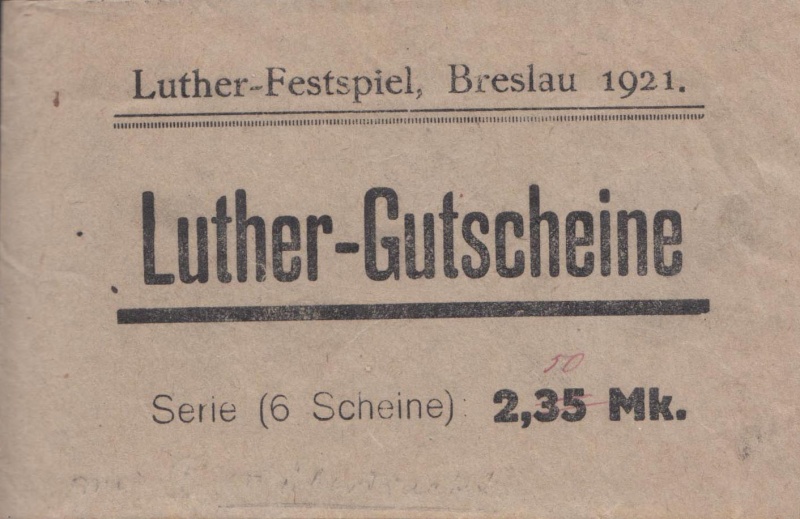 Luther-Festspiel, Breslau 1921.
Luther-Gutscheine
50
Serie (6 Scheine): 2,35 Mk.